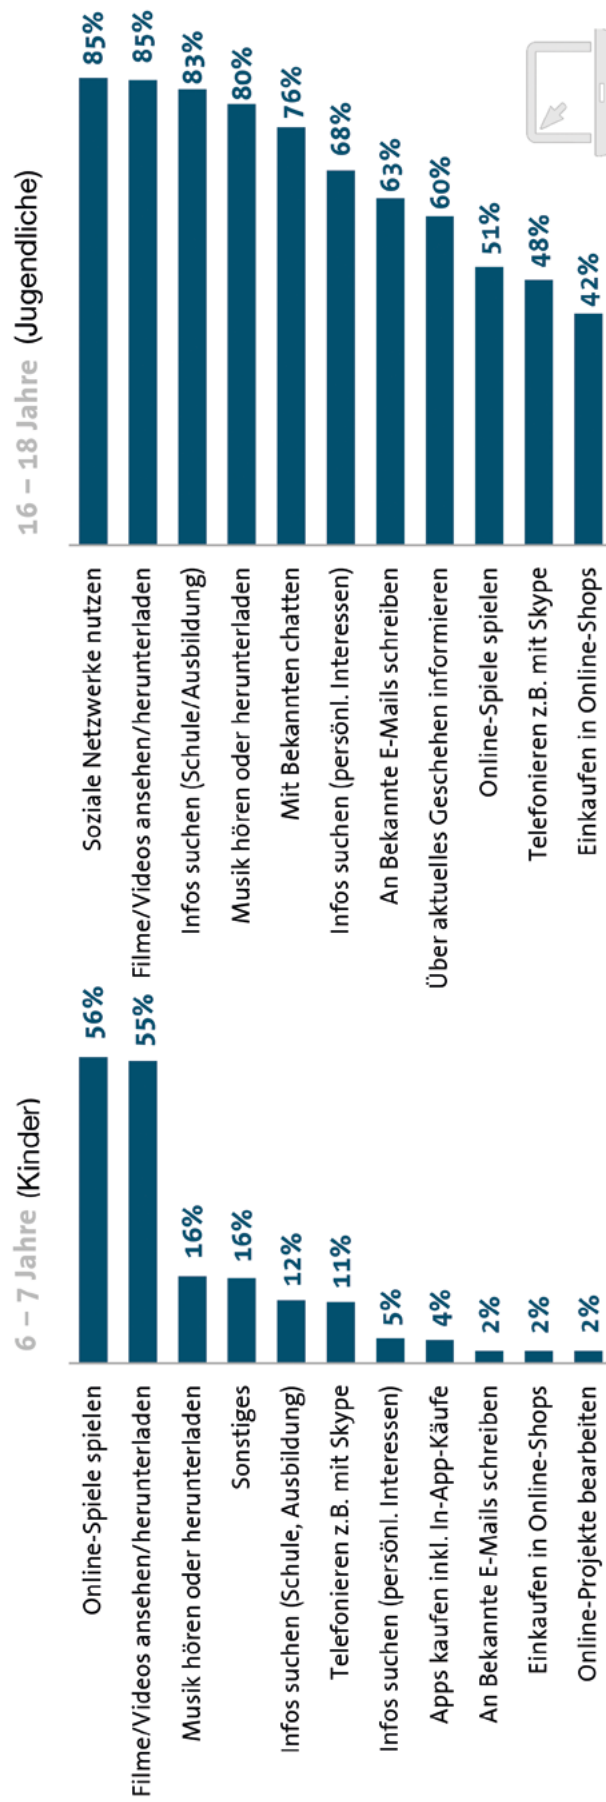 6 – 7 Jahre (Kinder)
Online-Spiele spielen 56%
Filme/Videos ansehen/herunterladen 55%
Musik hören oder herunterladen 16%
Sonstiges 16%
Infos suchen (Schule, Ausbildung) 12%
Telefonieren z.B. mit Skype 11%
Infos suchen (persönl. Interessen) 5%
Apps kaufen inkl. In-App-Käufe 4%
An Bekannte E-Mails schreiben 2%
Einkaufen in Online-Shops 2%
Online-Projekte bearbeiten 2%
16 – 18 Jahre (Jugendliche)
Soziale Netzwerke nutzen 85%
Filme/Videos ansehen/herunterladen 85%
Infos suchen (Schule/Ausbildung) 83%
Musik hören oder herunterladen 80%
Mit Bekannten chatten 76%
Infos suchen (persönl. Interessen) 68%
An Bekannte E-Mails schreiben 63%
Über aktuelles Geschehen informieren 60%
Online-Spiele spielen 51%
Telefonieren z.B. mit Skype 48%
Einkaufen in Online-Shops 42%